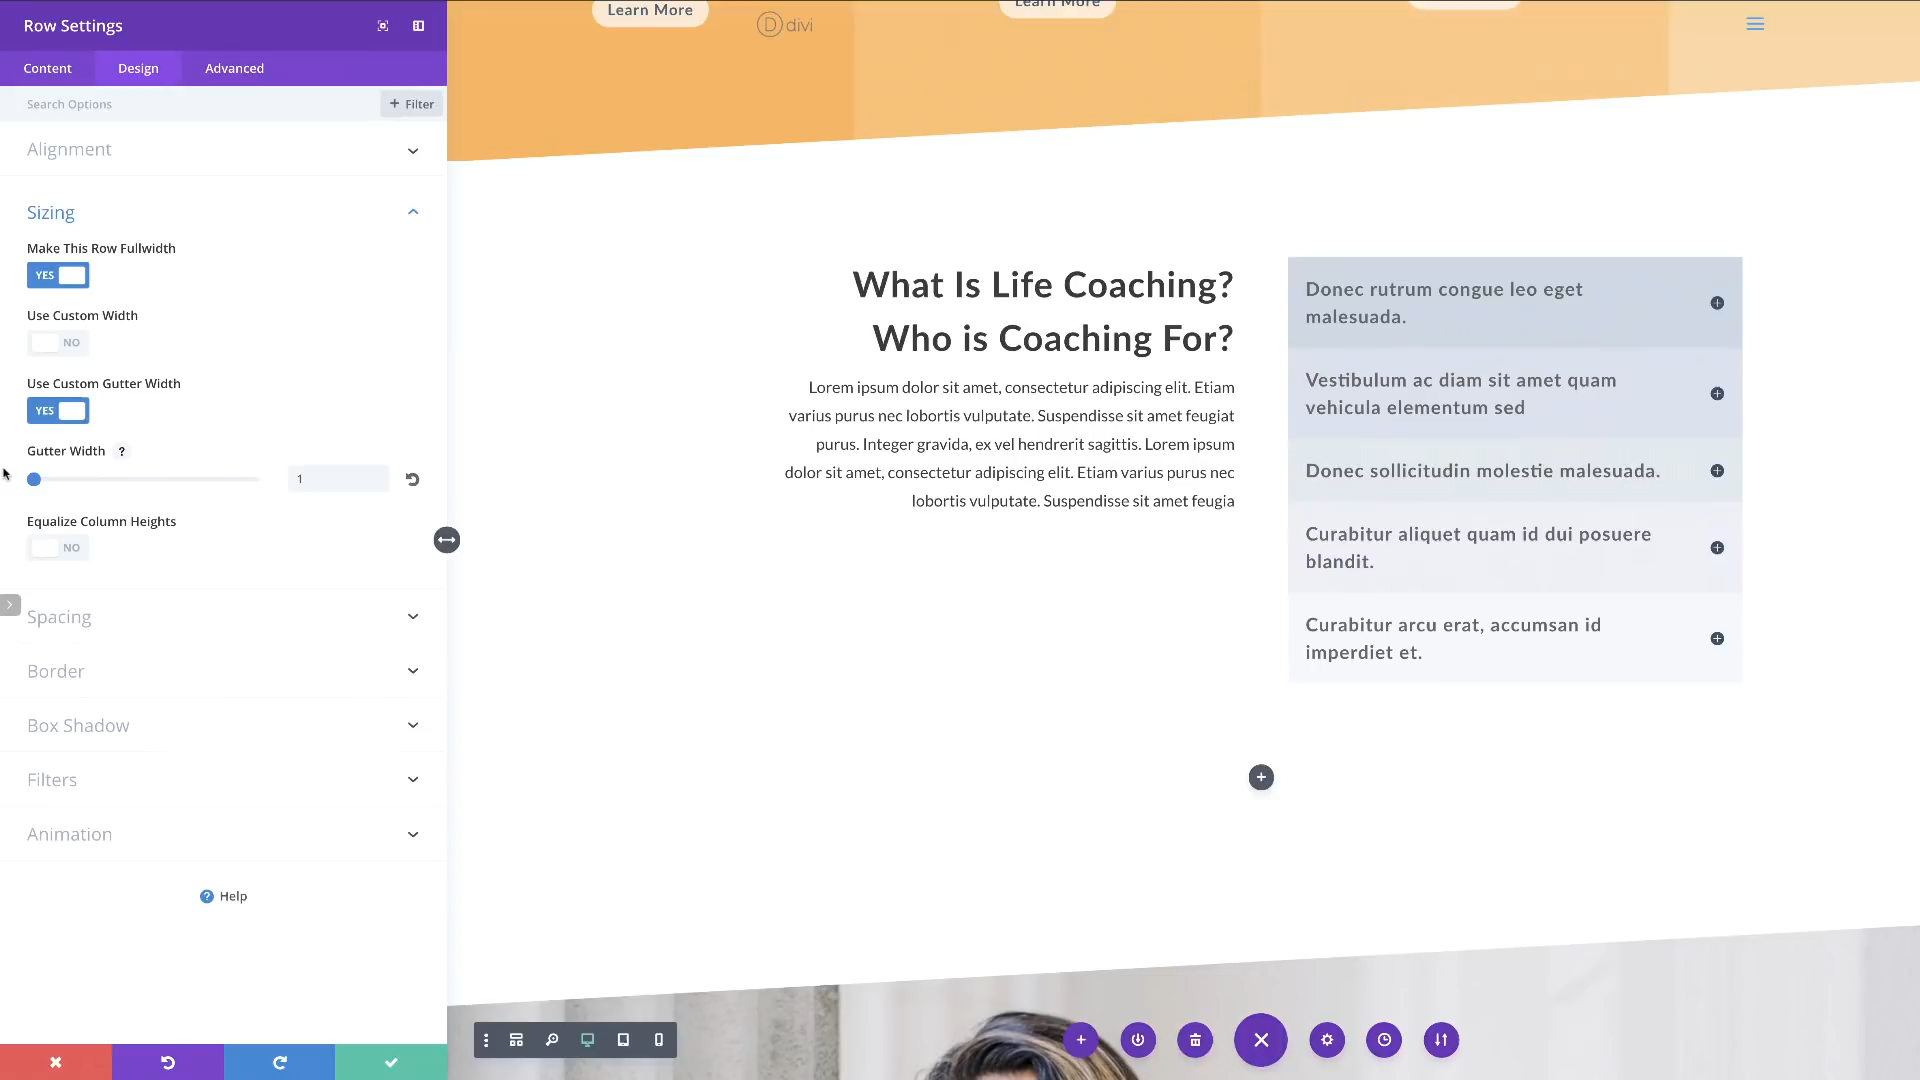 Row Settings
Content Design Advanced
Search Options
+ Filter
Alignment
Sizing
Make This Row Fullwidth
YES
Use Custom Width
NO
Use Custom Gutter Width
YES
Gutter Width ?
1
Equalize Column Heights
NO
Spacing
Border
Box Shadow
Filters
Animation
? Help
Learn More
D divi
Learn More
What Is Life Coaching?
Who is Coaching For?
Lorem ipsum dolor sit amet, consectetur adipiscing elit. Etiam
varius purus nec lobortis vulputate. Suspendisse sit amet feugiat
purus. Integer gravida, ex vel hendrerit sagittis. Lorem ipsum
dolor sit amet, consectetur adipiscing elit. Etiam varius purus nec
lobortis vulputate. Suspendisse sit amet feugia
Donec rutrum congue leo eget
malesuada.
Vestibulum ac diam sit amet quam
vehicula elementum sed
Donec sollicitudin molestie malesuada.
Curabitur aliquet quam id dui posuere
blandit.
Curabitur arcu erat, accumsan id
imperdiet et.